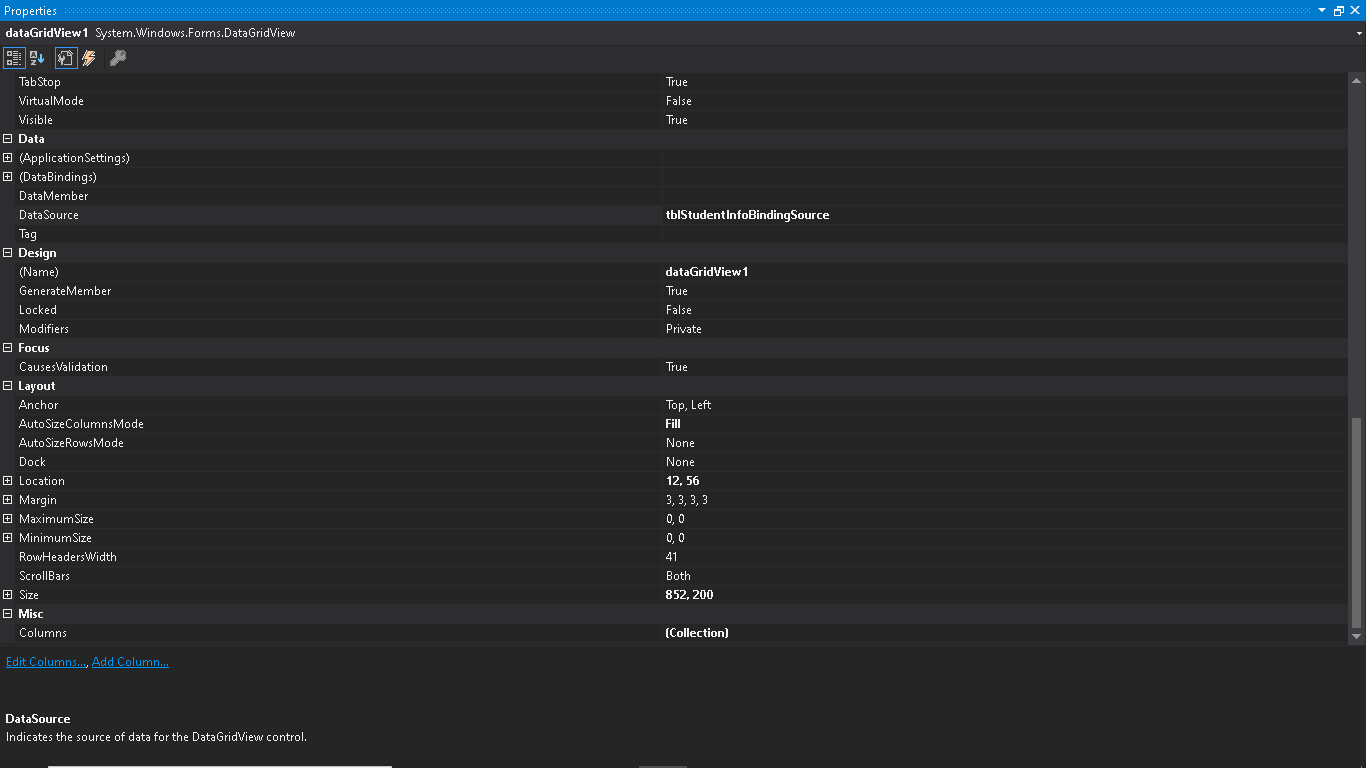 Properties
dataGridView1 System.Windows.Forms.DataGridView
TabStop True
VirtualMode False
Visible True
Data
(ApplicationSettings)
(DataBindings)
DataMember
DataSource tblStudentInfoBindingSource
Tag
Design
(Name) dataGridView1
GenerateMember True
Locked False
Modifiers Private
Focus
CausesValidation True
Layout
Anchor Top, Left
AutoSizeColumnsMode Fill
AutoSizeRowsMode None
Dock None
Location 12, 56
Margin 3, 3, 3, 3
MaximumSize 0, 0
MinimumSize 0, 0
RowHeadersWidth 41
ScrollBars Both
Size 852, 200
Misc
Columns (Collection)
Edit Columns..., Add Column...
DataSource
Indicates the source of data for the DataGridView control.